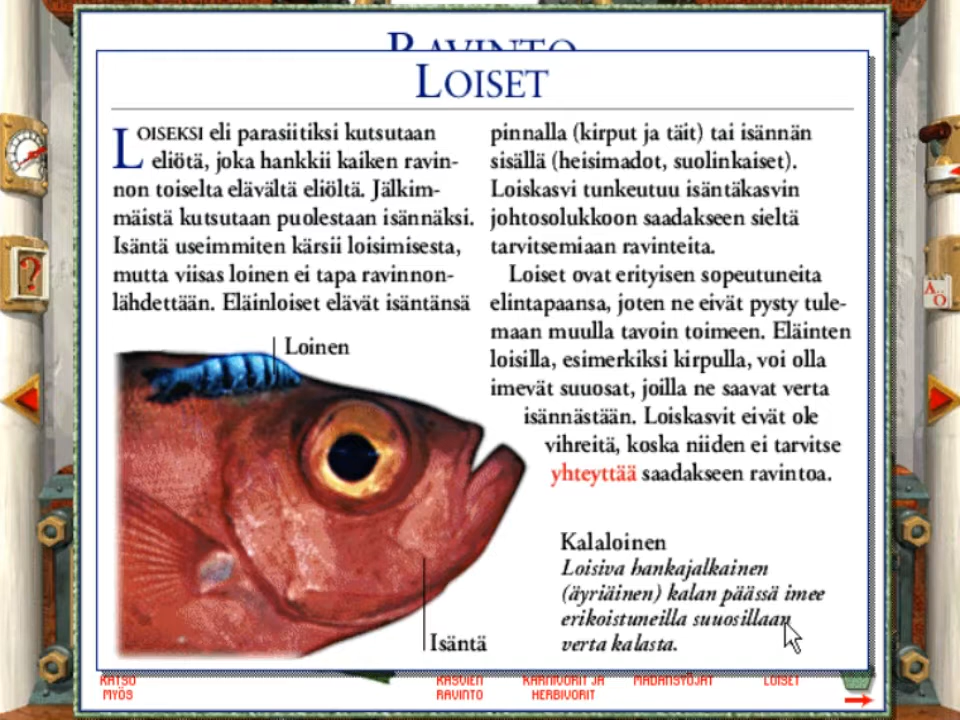 RAVINTO
LOISET
LOISEKSI eli parasiitiksi kutsutaan
eliötä, joka hankkii kaiken ravin-
non toiselta elävältä eliöltä. Jälkim-
mäistä kutsutaan puolestaan isännäksi.
Isäntä useimmiten kärsii loisimisesta,
mutta viisas loinen ei tapa ravinnon-
lähdettään. Eläinloiset elävät isäntänsä
pinnalla (kirput ja täit) tai isännän
sisällä (heisimadot, suolinkaiset).
Loiskasvi tunkeutuu isäntäkasvin
johtosolukkoon saadakseen sieltä
tarvitsemiaan ravinteita.
Loiset ovat erityisen sopeutuneita
elintapaansa, joten ne eivät pysty tule-
maan muulla tavoin toimeen. Eläinten
loisilla, esimerkiksi kirpulla, voi olla
imevät suuosat, joilla ne saavat verta
isännästään. Loiskasvit eivät ole
vihreitä, koska niiden ei tarvitse
yhteyttää saadakseen ravintoa.
Loinen
Isäntä
Kalaloinen
Loisiva hankajalkainen
(äyriäinen) kalan päässä imee
erikoistuneilla suuosillaan
verta kalasta.
?
A..
O
KATSO
MYÖS
KASVIEN
RAVINTO
KARNIVORIT JA
HERBIVORIT
MÄDÄNSYÖJÄT
LOISET